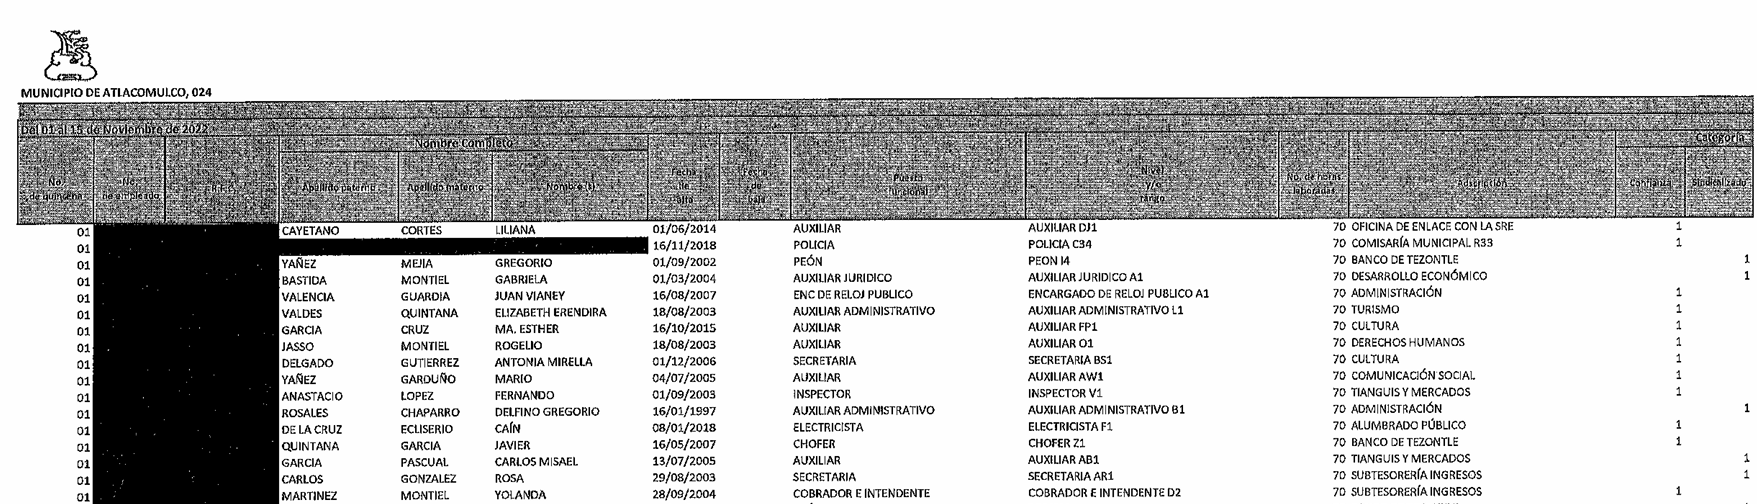 MUNICIPIO DE ATLACOMULCO, 024
Del 01 al 15 de Noviembre de 2022
Nombre Completo Categoría
No. de quincena No. de empleado R.F.C. Apellido paterno Apellido materno Nombre (s) Fecha de alta Fecha de baja Puesto funcional Nivel y/o rango No. de horas laboradas Adscripción Confianza Sindicalizado
01 CAYETANO CORTES LILIANA 01/06/2014 AUXILIAR AUXILIAR DJ1 70 OFICINA DE ENLACE CON LA SRE 1
01 16/11/2018 POLICIA POLICIA C34 70 COMISARÍA MUNICIPAL R33 1
01 YAÑEZ MEJIA GREGORIO 01/09/2002 PEÓN PEON I4 70 BANCO DE TEZONTLE 1
01 BASTIDA MONTIEL GABRIELA 01/03/2004 AUXILIAR JURIDICO AUXILIAR JURIDICO A1 70 DESARROLLO ECONÓMICO 1
01 VALENCIA GUARDIA JUAN VIANEY 16/08/2007 ENC DE RELOJ PUBLICO ENCARGADO DE RELOJ PUBLICO A1 70 ADMINISTRACIÓN 1
01 VALDES QUINTANA ELIZABETH ERENDIRA 18/08/2003 AUXILIAR ADMINISTRATIVO AUXILIAR ADMINISTRATIVO L1 70 TURISMO 1
01 GARCIA CRUZ MA. ESTHER 16/10/2015 AUXILIAR AUXILIAR FP1 70 CULTURA 1
01 JASSO MONTIEL ROGELIO 18/08/2003 AUXILIAR AUXILIAR O1 70 DERECHOS HUMANOS 1
01 DELGADO GUTIERREZ ANTONIA MIRELLA 01/12/2006 SECRETARIA SECRETARIA BS1 70 CULTURA 1
01 YAÑEZ GARDUÑO MARIO 04/07/2005 AUXILIAR AUXILIAR AW1 70 COMUNICACIÓN SOCIAL 1
01 ANASTACIO LOPEZ FERNANDO 01/09/2003 INSPECTOR INSPECTOR V1 70 TIANGUIS Y MERCADOS 1
01 ROSALES CHAPARRO DELFINO GREGORIO 16/01/1997 AUXILIAR ADMINISTRATIVO AUXILIAR ADMINISTRATIVO B1 70 ADMINISTRACIÓN 1
01 DE LA CRUZ ECLISERIO CAÍN 08/01/2018 ELECTRICISTA ELECTRICISTA F1 70 ALUMBRADO PÚBLICO 1
01 QUINTANA GARCIA JAVIER 16/05/2007 CHOFER CHOFER Z1 70 BANCO DE TEZONTLE 1
01 GARCIA PASCUAL CARLOS MISAEL 13/07/2005 AUXILIAR AUXILIAR AB1 70 TIANGUIS Y MERCADOS 1
01 CARLOS GONZALEZ ROSA 29/08/2003 SECRETARIA SECRETARIA AR1 70 SUBTESORERÍA INGRESOS 1
01 MARTINEZ MONTIEL YOLANDA 28/09/2004 COBRADOR E INTENDENTE COBRADOR E INTENDENTE D2 70 SUBTESORERÍA INGRESOS 1